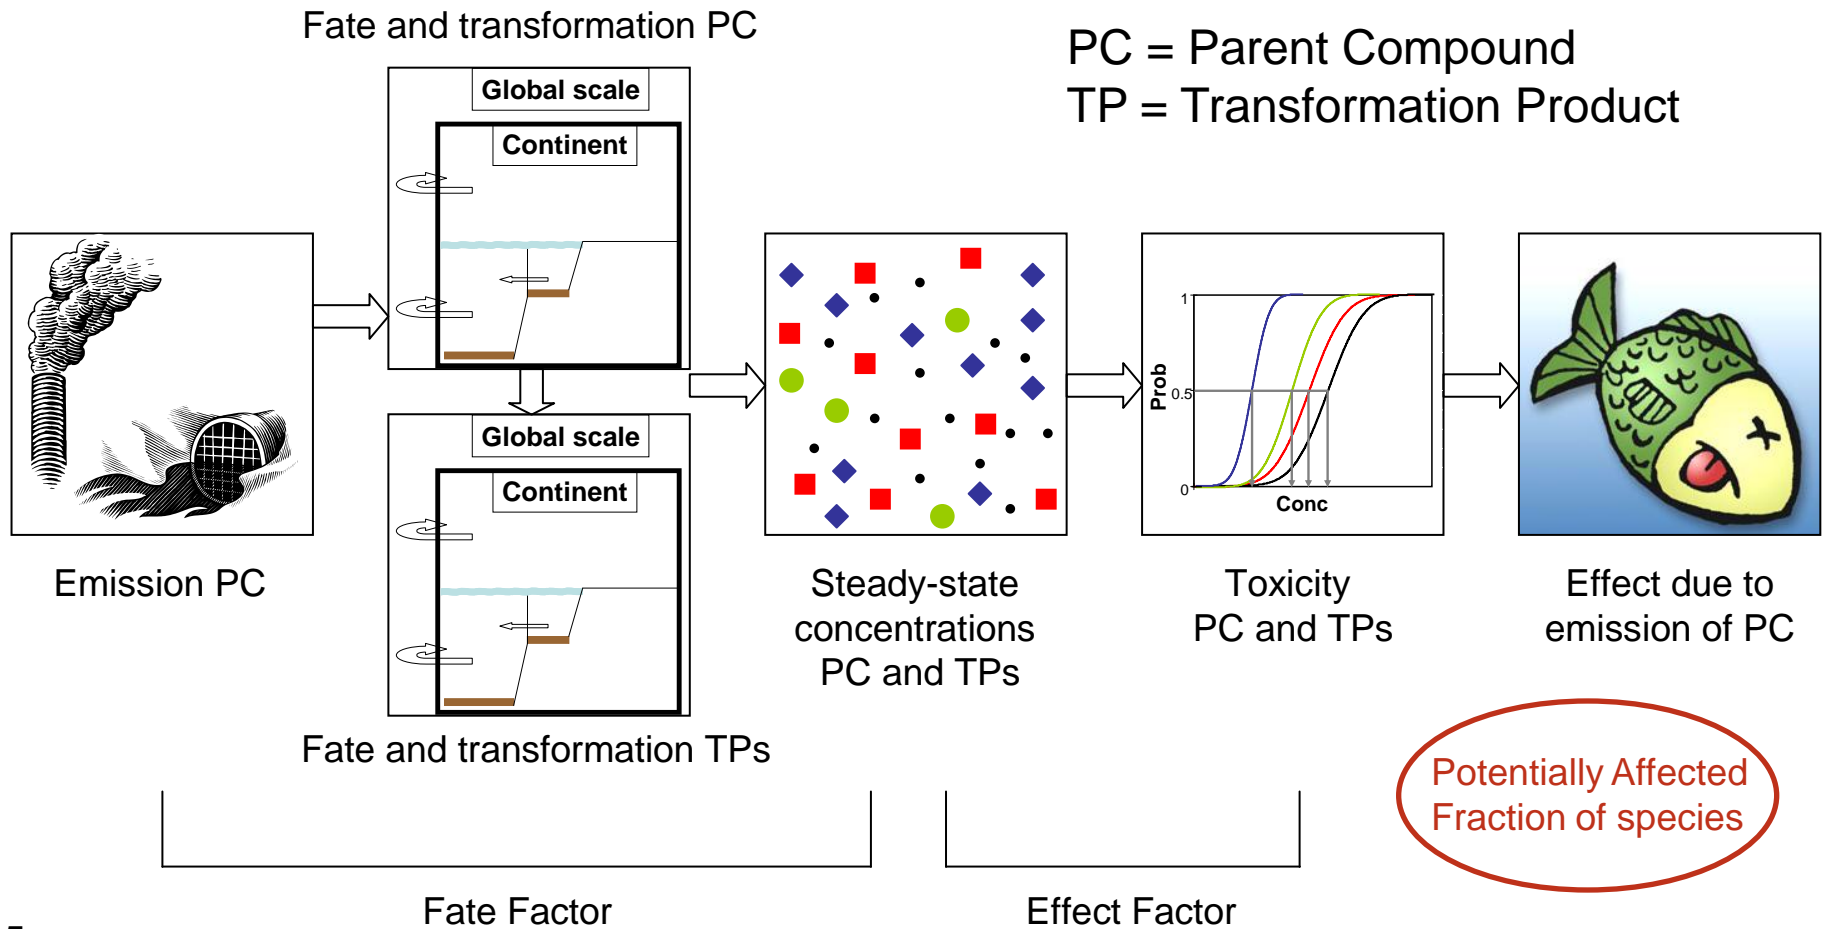 Fate and transformation PC
PC = Parent Compound
TP = Transformation Product
Global scale
Continent
Global scale
Continent
1
0.5
0
Prob
Conc
Emission PC
Steady-state
concentrations
PC and TPs
Toxicity
PC and TPs
Effect due to
emission of PC
Fate and transformation TPs
Potentially Affected
Fraction of species
Fate Factor
Effect Factor